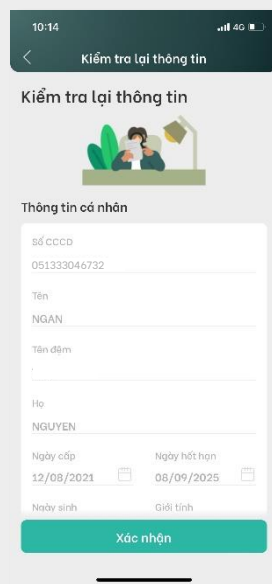 10:14
4G
Kiểm tra lại thông tin
Kiểm tra lại thông tin
Thông tin cá nhân
Số CCCD
051333046732
Tên
NGAN
Tên đệm
.
Họ
NGUYEN
Ngày cấp Ngày hết hạn
12/08/2021 08/09/2025
Ngày sinh Giới tính
Xác nhận